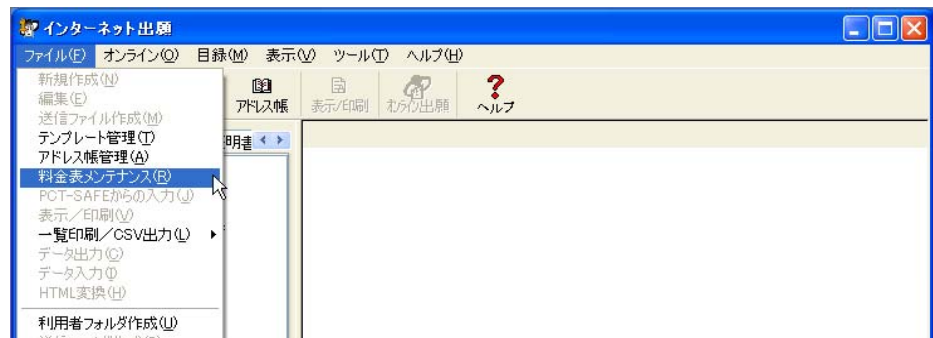 インターネット出願
ファイル(F) オンライン(O) 目録(M) 表示(V) ツール(T) ヘルプ(H)
アドレス帳 表示/印刷 オンライン出願 ヘルプ
明書
新規作成(N)
編集(E)
送信ファイル作成(M)
テンプレート管理(T)
アドレス帳管理(A)
料金表メンテナンス(R)
PCT-SAFEからの入力(J)
表示/印刷(V)
一覧印刷/CSV出力(L)
データ出力(C)
データ入力(I)
HTML変換(H)
利用者フォルダ作成(U)